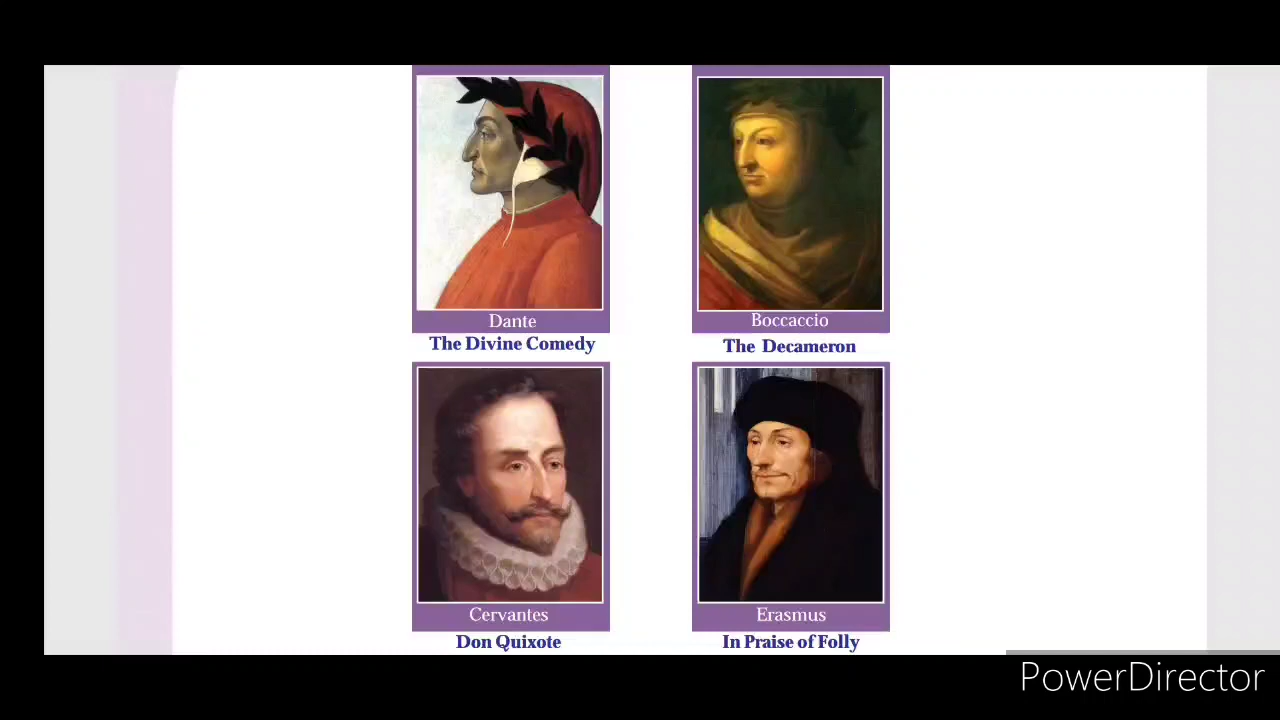 Dante
The Divine Comedy
Boccaccio
The Decameron
Cervantes
Don Quixote
Erasmus
In Praise of Folly
PowerDirector